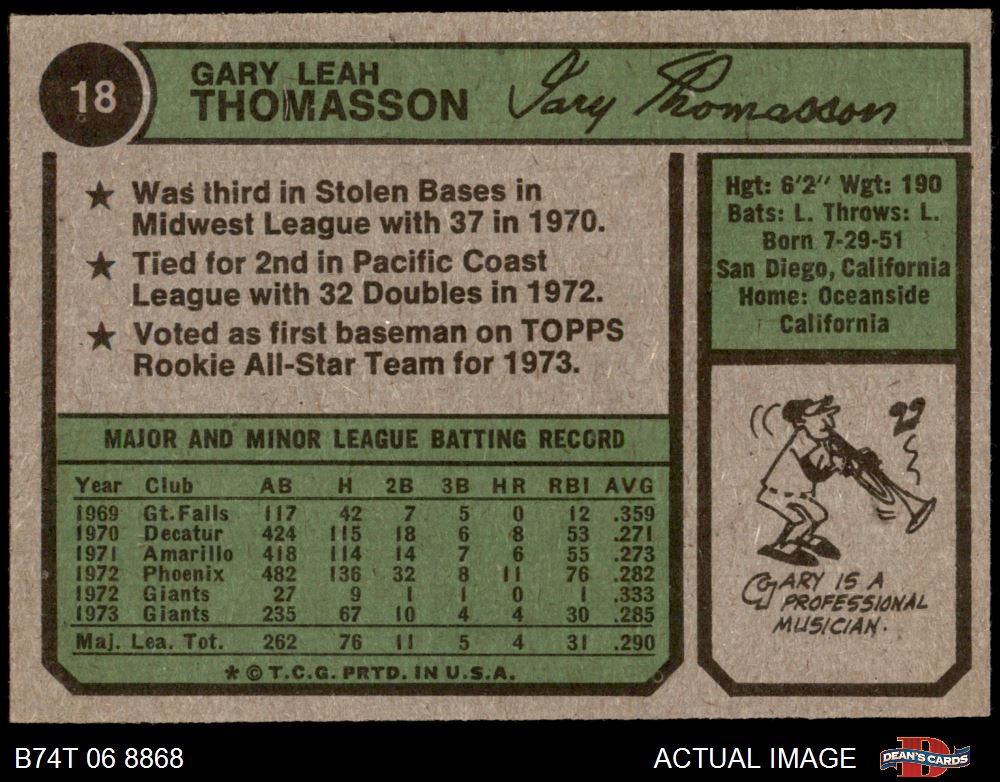 18
GARY LEAH
THOMASSON
Gary Thomasson
★ Was third in Stolen Bases in
Midwest League with 37 in 1970.
★ Tied for 2nd in Pacific Coast
League with 32 Doubles in 1972.
★ Voted as first baseman on TOPPS
Rookie All-Star Team for 1973.
Hgt: 6'2" Wgt: 190
Bats: L. Throws: L.
Born 7-29-51
San Diego, California
Home: Oceanside
California
MAJOR AND MINOR LEAGUE BATTING RECORD
Year Club AB H 2B 3B HR RBI AVG
1969 Gt.Falls 117 42 7 5 0 12 .359
1970 Decatur 424 115 18 6 8 53 .271
1971 Amarillo 418 114 14 7 6 55 .273
1972 Phoenix 482 136 32 8 11 76 .282
1972 Giants 27 9 1 1 0 1 .333
1973 Giants 235 67 10 4 4 30 .285
Maj. Lea. Tot. 262 76 11 5 4 31 .290
* © T.C.G. PRTD. IN U.S.A.
GARY IS A
PROFESSIONAL
MUSICIAN.
B74T 06 8868
ACTUAL IMAGE
DEAN'S CARDS